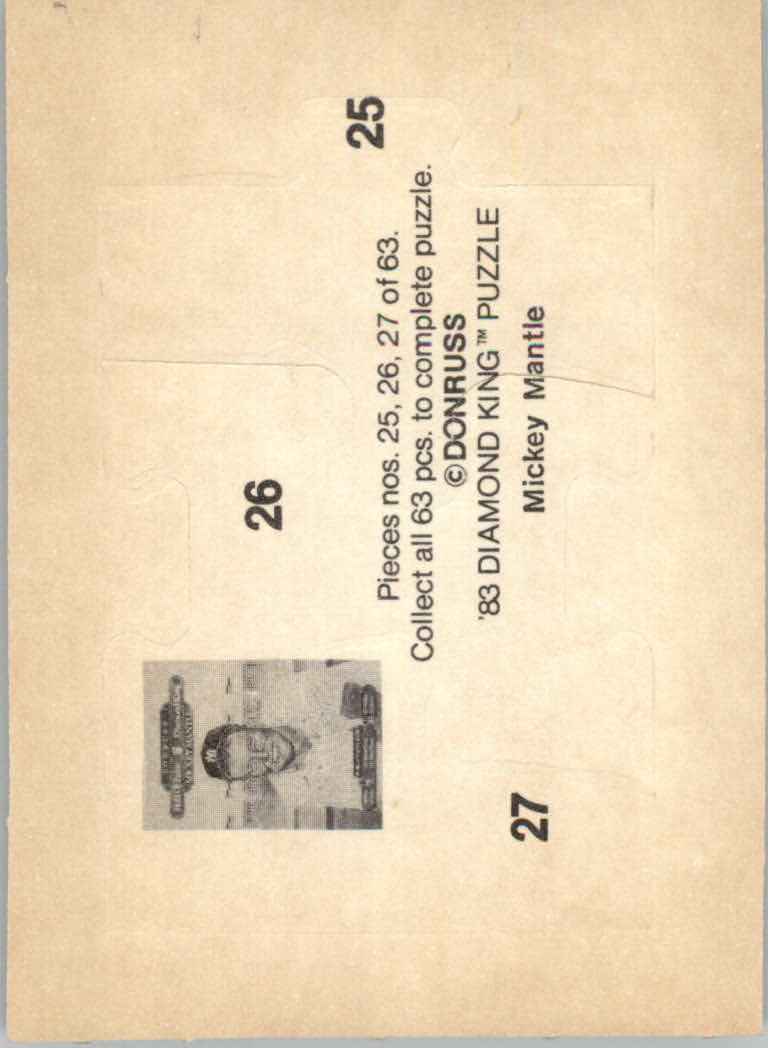 25
26
Pieces nos. 25, 26, 27 of 63.
Collect all 63 pcs. to complete puzzle.
©DONRUSS
'83 DIAMOND KING™ PUZZLE
Mickey Mantle
27